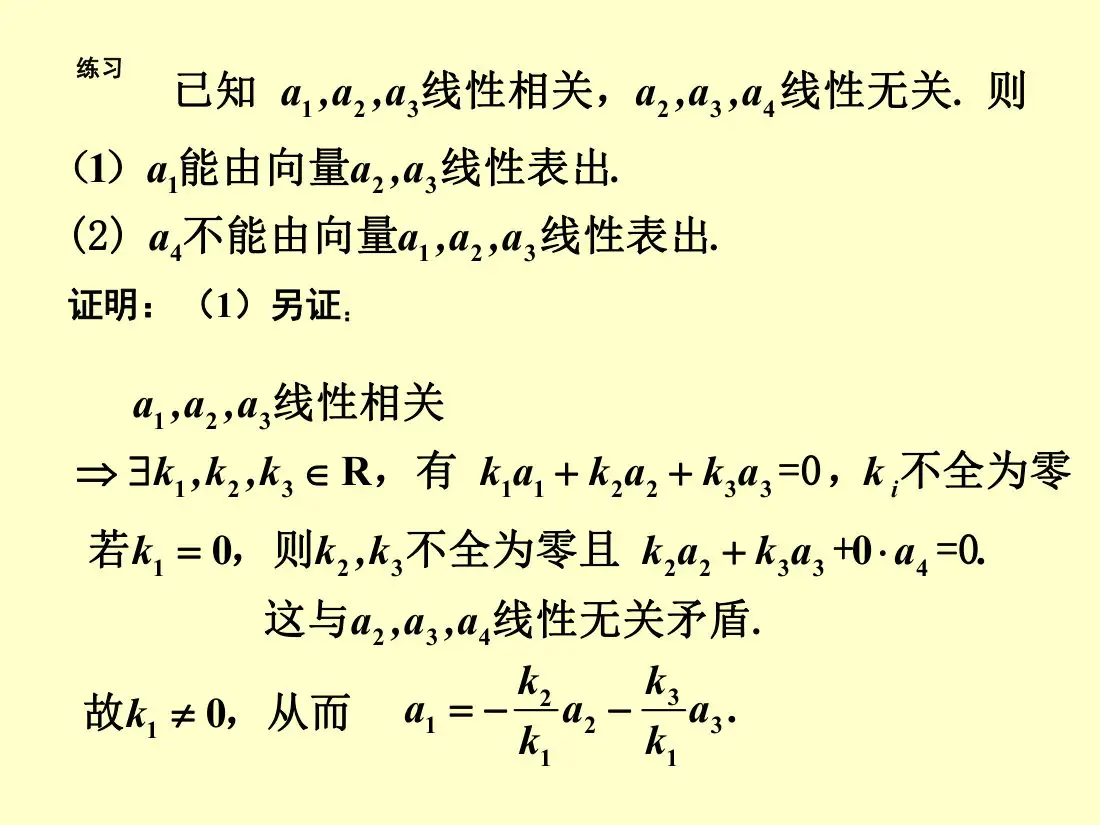 练习
已知 a₁,a₂,a₃线性相关，a₂,a₃,a₄线性无关. 则
(1) a₁能由向量a₂,a₃线性表出.
(2) a₄不能由向量a₁,a₂,a₃线性表出.
证明：（1）另证：
a₁,a₂,a₃线性相关
⇒∃k₁,k₂,k₃∈R，有 k₁a₁+k₂a₂+k₃a₃=0，kᵢ不全为零
若k₁=0，则k₂,k₃不全为零且 k₂a₂+k₃a₃+0·a₄=0.
这与a₂,a₃,a₄线性无关矛盾.
故k₁≠0，从而 a₁=−(k₂/k₁)a₂−(k₃/k₁)a₃.